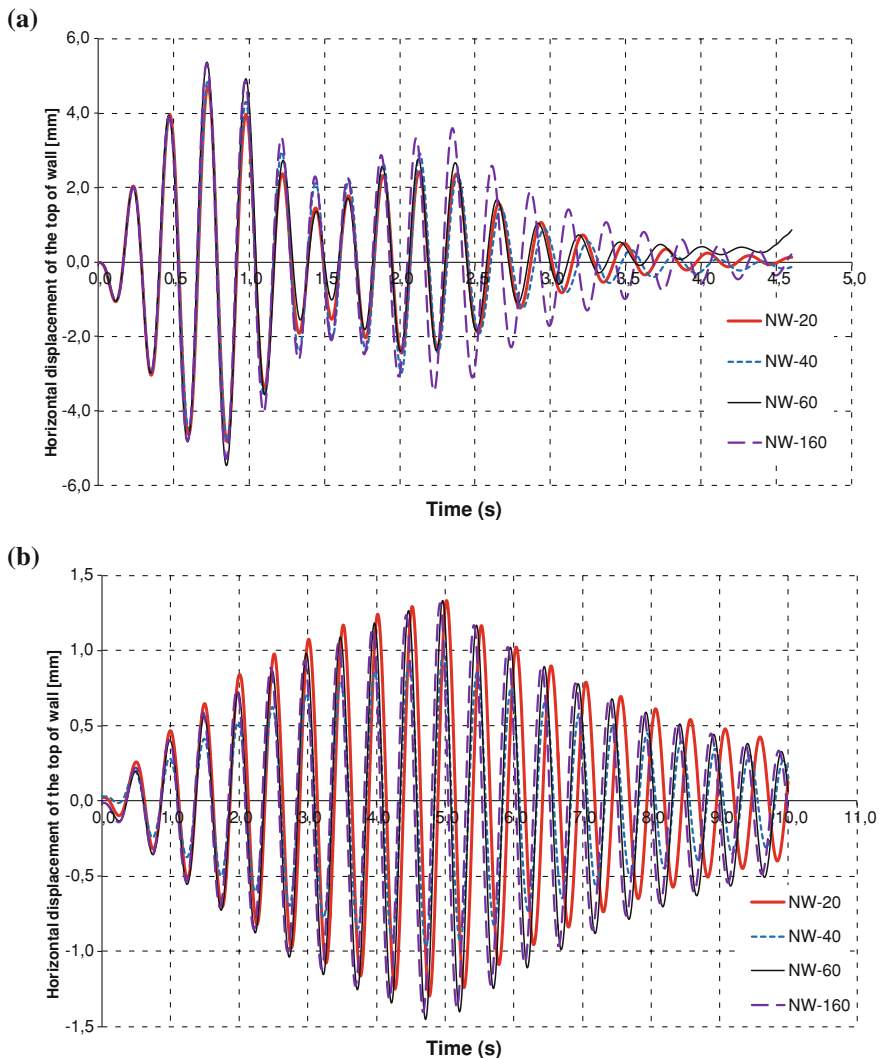 (a)
6,0
4,0
2,0
0,0
-2,0
-4,0
-6,0
Horizontal displacement of the top of wall [mm]
0,0 0,5 1,0 1,5 2,0 2,5 3,0 3,5 4,0 4,5 5,0
NW-20
NW-40
NW-60
NW-160
Time (s)
(b)
1,5
1,0
0,5
0,0
-0,5
-1,0
-1,5
Horizontal displacement of the top of wall [mm]
0,0 1,0 2,0 3,0 4,0 5,0 6,0 7,0 8,0 9,0 10,0 11,0
NW-20
NW-40
NW-60
NW-160
Time (s)